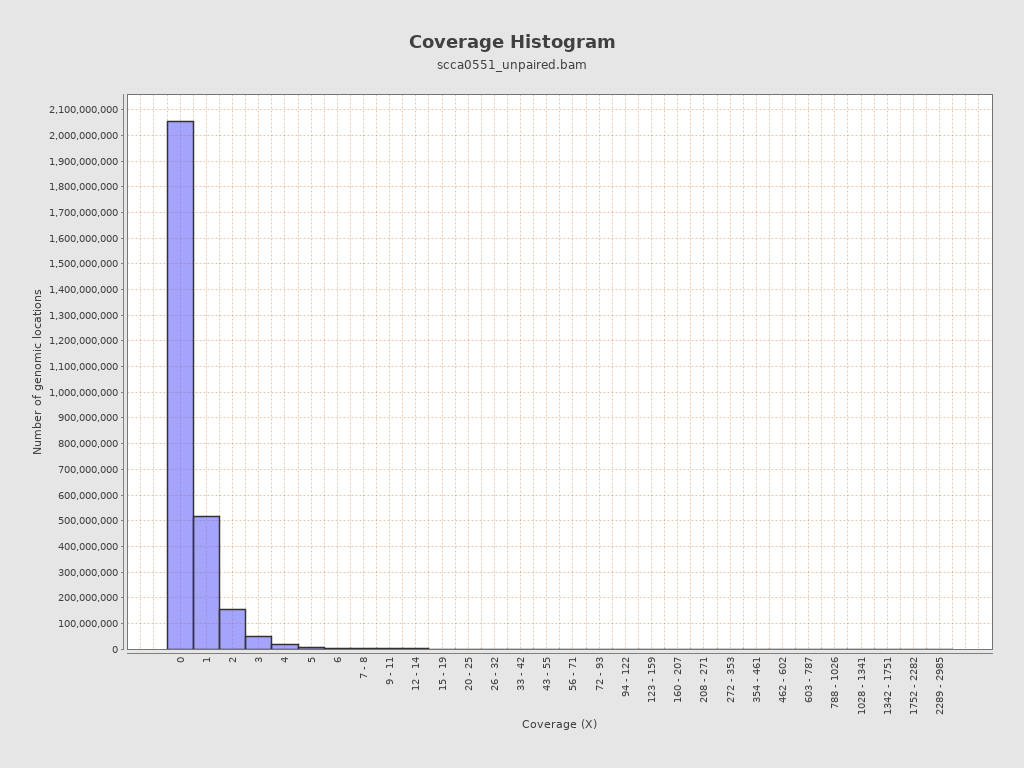 Coverage Histogram
scca0551_unpaired.bam
2,100,000,000
2,000,000,000
1,900,000,000
1,800,000,000
1,700,000,000
1,600,000,000
1,500,000,000
1,400,000,000
1,300,000,000
1,200,000,000
1,100,000,000
1,000,000,000
900,000,000
800,000,000
700,000,000
600,000,000
500,000,000
400,000,000
300,000,000
200,000,000
100,000,000
0
Number of genomic locations
0
1
2
3
4
5
6
7 - 8
9 - 11
12 - 14
15 - 19
20 - 25
26 - 32
33 - 42
43 - 55
56 - 71
72 - 93
94 - 122
123 - 159
160 - 207
208 - 271
272 - 353
354 - 461
462 - 602
603 - 787
788 - 1026
1028 - 1341
1342 - 1751
1752 - 2282
2289 - 2985
Coverage (X)